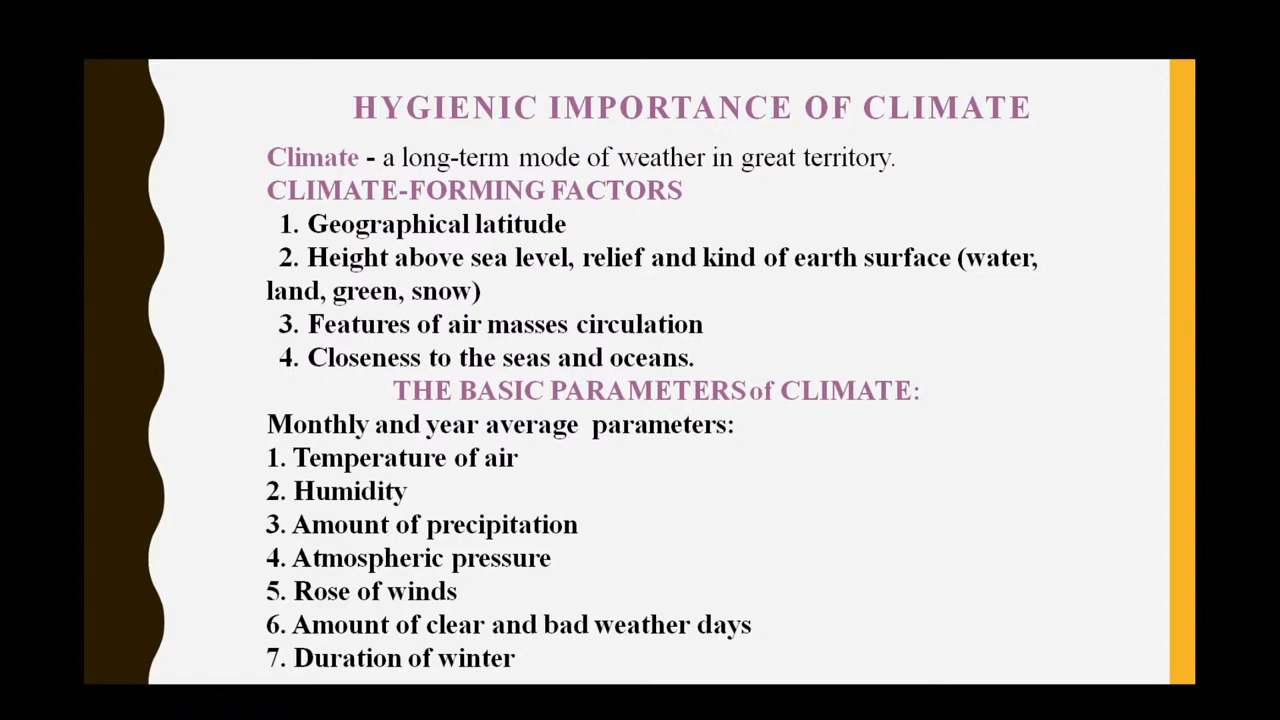 HYGIENIC IMPORTANCE OF CLIMATE
Climate - a long-term mode of weather in great territory.
CLIMATE-FORMING FACTORS
1. Geographical latitude
2. Height above sea level, relief and kind of earth surface (water,
land, green, snow)
3. Features of air masses circulation
4. Closeness to the seas and oceans.
THE BASIC PARAMETERS of CLIMATE:
Monthly and year average parameters:
1. Temperature of air
2. Humidity
3. Amount of precipitation
4. Atmospheric pressure
5. Rose of winds
6. Amount of clear and bad weather days
7. Duration of winter